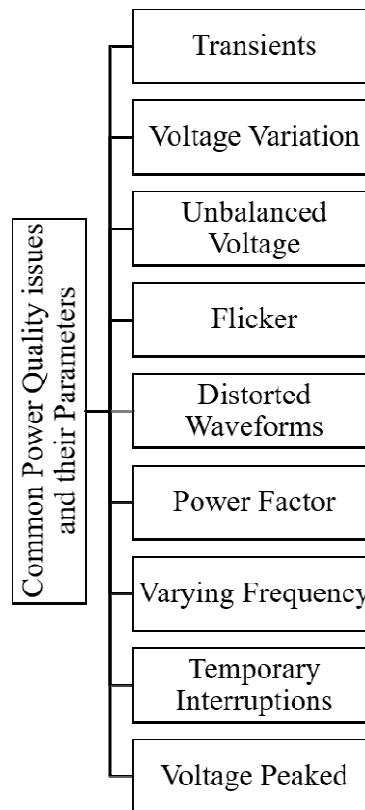 Common Power Quality issues
and their Parameters
Transients
Voltage Variation
Unbalanced
Voltage
Flicker
Distorted
Waveforms
Power Factor
Varying Frequency
Temporary
Interruptions
Voltage Peaked